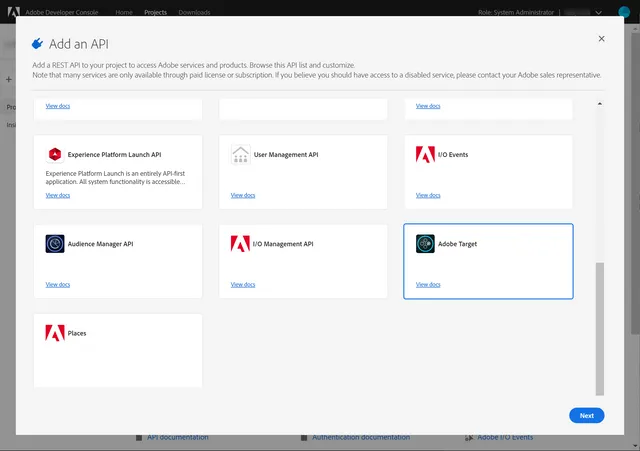 Adobe Developer Console Home Projects Downloads Role: System Administrator
Add an API
Add a REST API to your project to access Adobe services and products. Browse this API list and customize.
Note that many services are only available through paid license or subscription. If you believe you should have access to a disabled service, please contact your Adobe sales representative.
View docs View docs
Experience Platform Launch API
Experience Platform Launch is an entirely API-first
application. All system functionality is accessible...
View docs
User Management API
View docs
I/O Events
View docs
Audience Manager API
View docs
I/O Management API
View docs
Adobe Target
View docs
Places
Next
API documentation Authentication documentation Adobe I/O Events